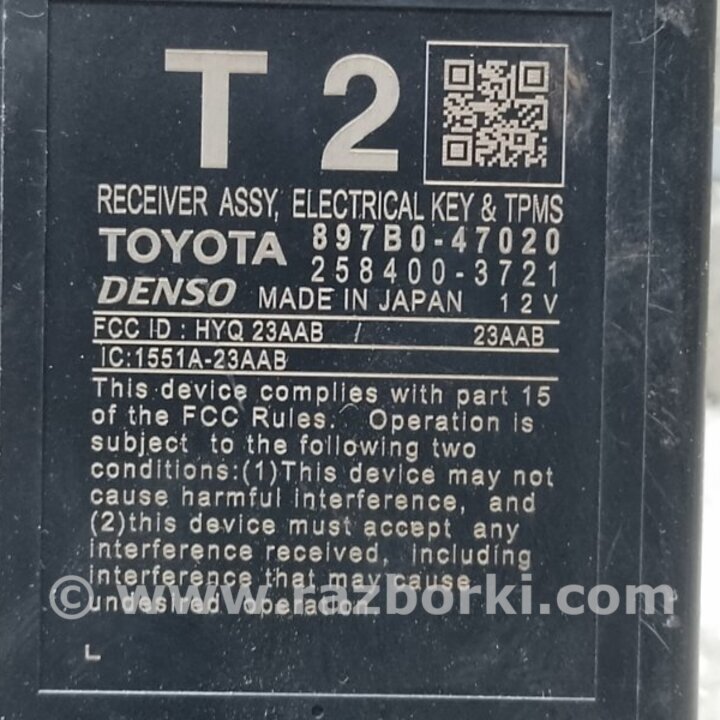 T 2
RECEIVER ASSY, ELECTRICAL KEY & TPMS
TOYOTA 897B0-47020
258400-3721
DENSO MADE IN JAPAN 12V
FCC ID : HYQ 23AAB / 23AAB
IC:1551A-23AAB
This device complies with part 15
of the FCC Rules. Operation is
subject to the following two
conditions:(1)This device may not
cause harmful interference, and
(2)this device must accept any
interference received, including
interference that may cause
undesired operation.
© www.razborki.com
L